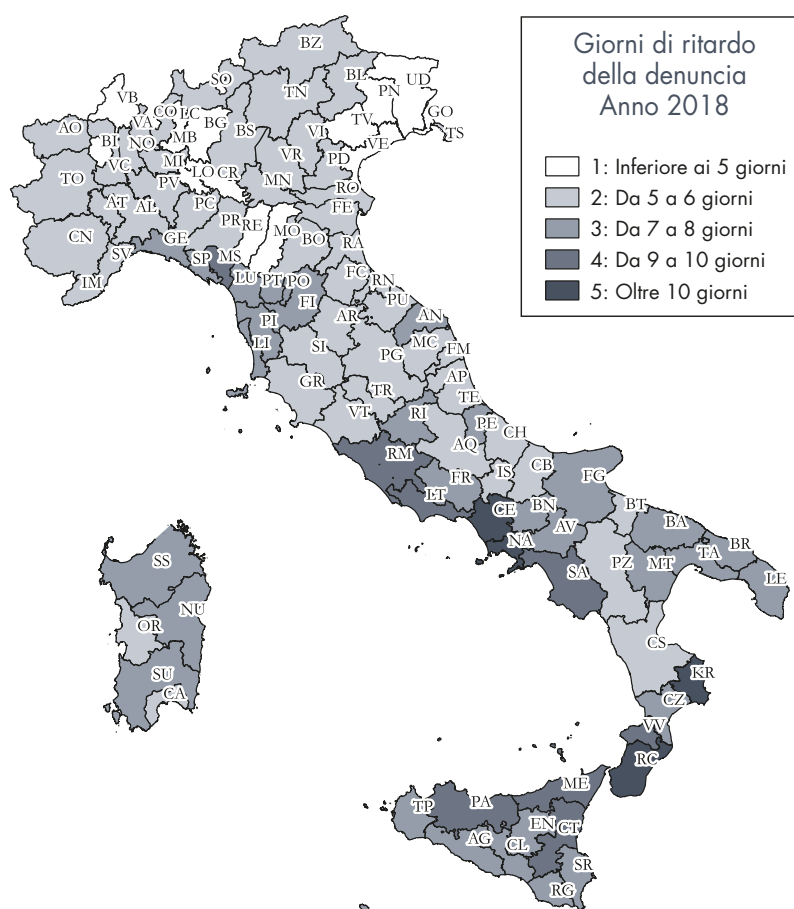 Giorni di ritardo
della denuncia
Anno 2018
1: Inferiore ai 5 giorni
2: Da 5 a 6 giorni
3: Da 7 a 8 giorni
4: Da 9 a 10 giorni
5: Oltre 10 giorni
BZ
SO
BL
UD
VB
TN
PN
CO
LC
GO
AO
VA
BG
TV
TS
BI
NO
MB
BS
VI
VE
VC
MI
LO
CR
VR
PD
TO
PV
MN
RO
AT
AL
PC
FE
CN
GE
PR
RE
MO
BO
RA
SV
SP
MS
IM
LU
PT
PO
FC
RN
FI
PU
PI
AR
AN
LI
SI
MC
FM
PG
GR
AP
TR
TE
VT
RI
PE
CH
RM
AQ
FR
IS
CB
FG
LT
CE
BN
BT
NA
AV
BA
BR
SS
SA
PZ
MT
TA
LE
NU
OR
CS
SU
KR
CA
CZ
VV
RC
ME
TP
PA
EN
CT
AG
CL
SR
RG